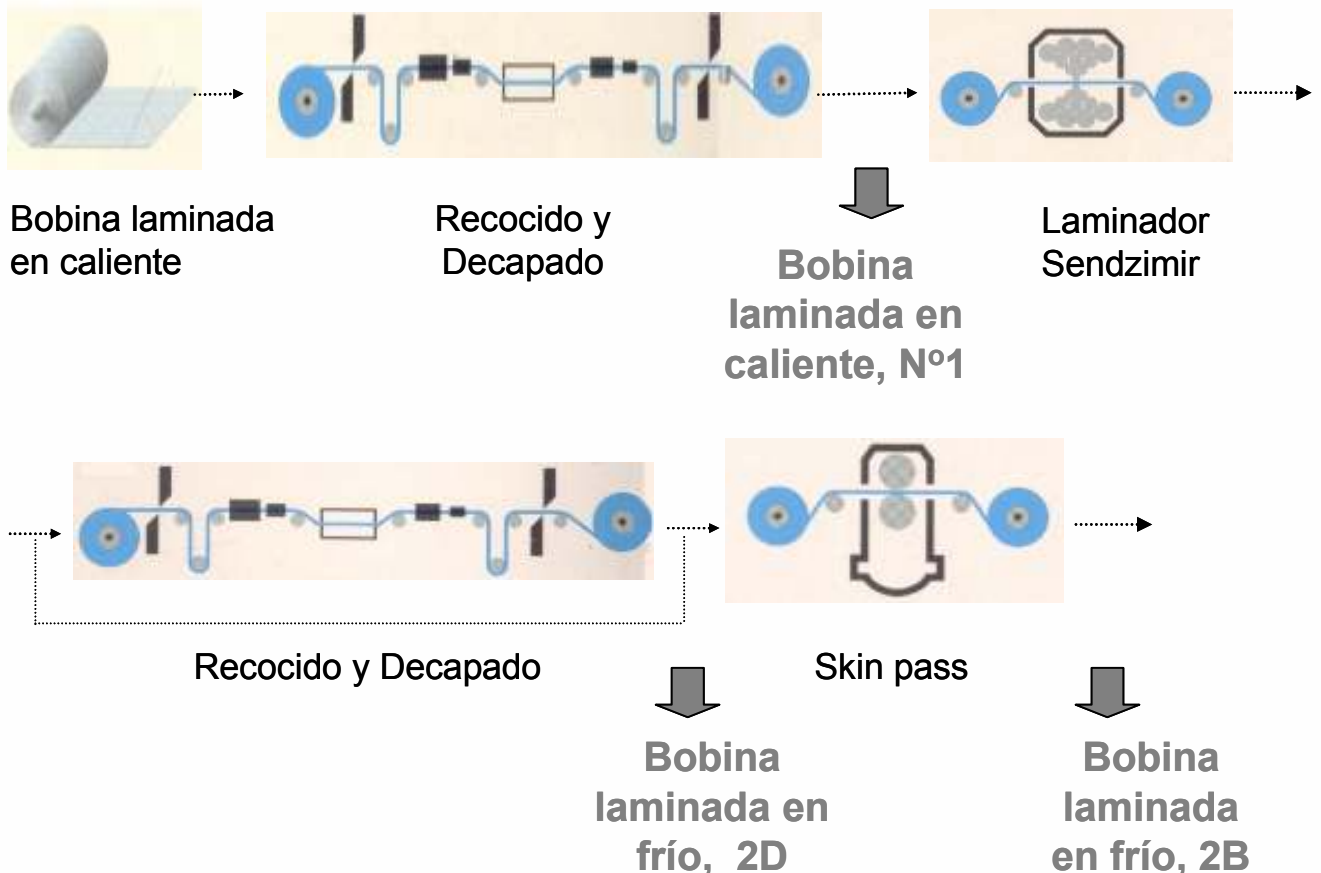 Bobina laminada
en caliente
Recocido y
Decapado
Bobina
laminada en
caliente, Nº1
Laminador
Sendzimir
Recocido y Decapado
Bobina
laminada en
frío, 2D
Skin pass
Bobina
laminada
en frío, 2B